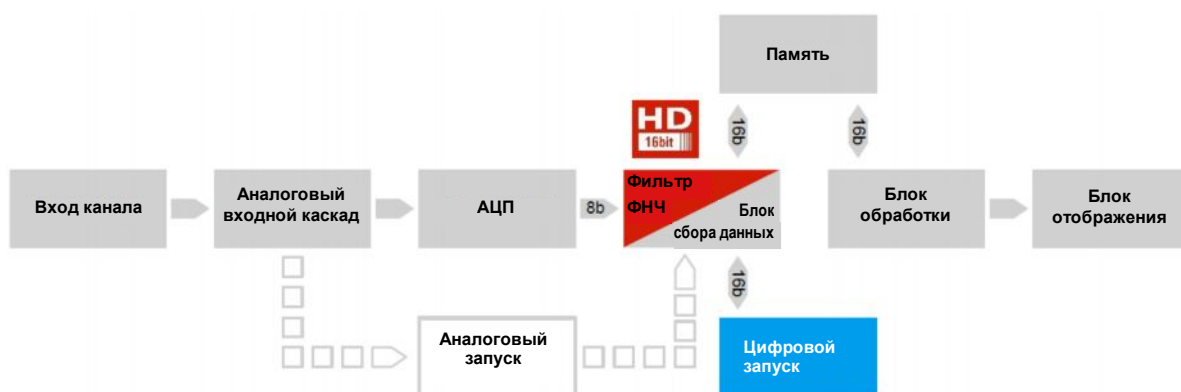 Память
HD
16bit
16b
16b
Вход канала
Аналоговый
входной каскад
АЦП
8b
Фильтр
ФНЧ
Блок
сбора данных
Блок
обработки
Блок
отображения
16b
Аналоговый
запуск
Цифровой
запуск